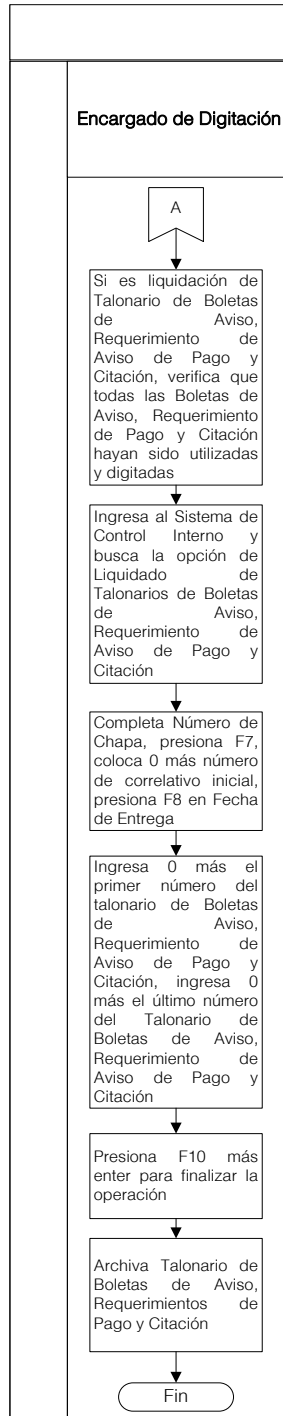 Encargado de Digitación
A
Si es liquidación de
Talonario de Boletas
de Aviso,
Requerimiento de
Aviso de Pago y
Citación, verifica que
todas las Boletas de
Aviso, Requerimiento
de Pago y Citación
hayan sido utilizadas
y digitadas
Ingresa al Sistema de
Control Interno y
busca la opción de
Liquidado de
Talonarios de Boletas
de Aviso,
Requerimiento de
Aviso de Pago y
Citación
Completa Número de
Chapa, presiona F7,
coloca 0 más número
de correlativo inicial,
presiona F8 en Fecha
de Entrega
Ingresa 0 más el
primer número del
talonario de Boletas
de Aviso,
Requerimiento de
Aviso de Pago y
Citación, ingresa 0
más el último número
del Talonario de
Boletas de Aviso,
Requerimiento de
Aviso de Pago y
Citación
Presiona F10 más
enter para finalizar la
operación
Archiva Talonario de
Boletas de Aviso,
Requerimientos de
Pago y Citación
Fin